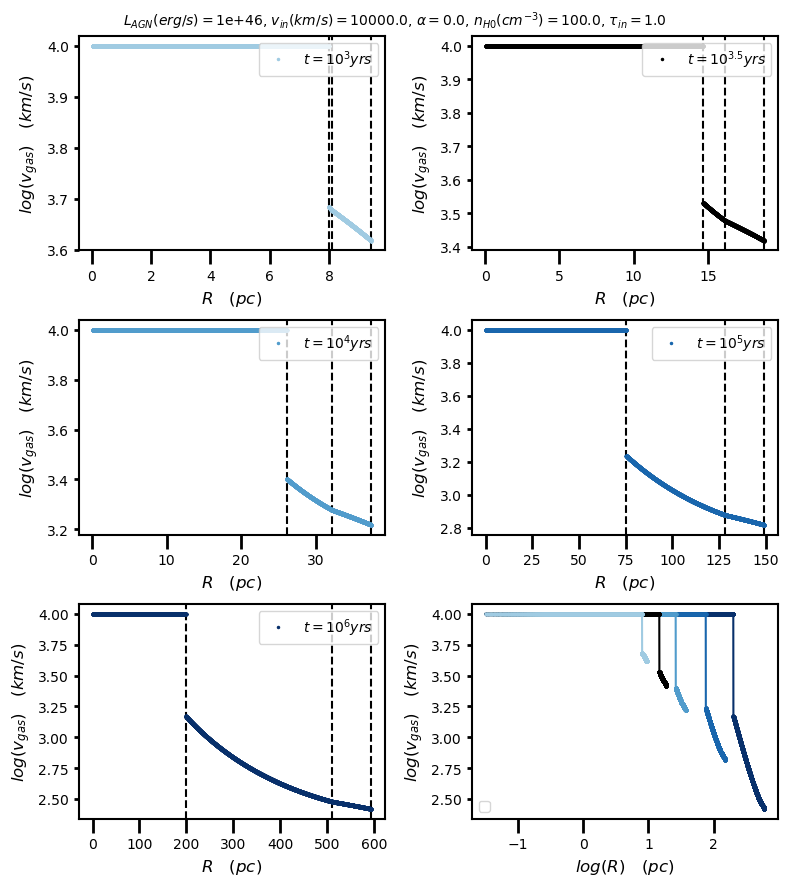 L_AGN(erg/s) = 1e+46, v_in(km/s) = 10000.0, α = 0.0, n_H0(cm^−3) = 100.0, τ_in = 1.0
4.0
3.9
3.8
3.7
3.6
log(v_gas) (km/s)
t = 10^3 yrs
0 2 4 6 8
R (pc)
4.0
3.9
3.8
3.7
3.6
3.5
3.4
log(v_gas) (km/s)
t = 10^3.5 yrs
0 5 10 15
R (pc)
4.0
3.8
3.6
3.4
3.2
log(v_gas) (km/s)
t = 10^4 yrs
0 10 20 30
R (pc)
4.0
3.8
3.6
3.4
3.2
3.0
2.8
log(v_gas) (km/s)
t = 10^5 yrs
0 25 50 75 100 125 150
R (pc)
4.00
3.75
3.50
3.25
3.00
2.75
2.50
log(v_gas) (km/s)
t = 10^6 yrs
0 100 200 300 400 500 600
R (pc)
4.00
3.75
3.50
3.25
3.00
2.75
2.50
log(v_gas) (km/s)
−1 0 1 2
log(R) (pc)